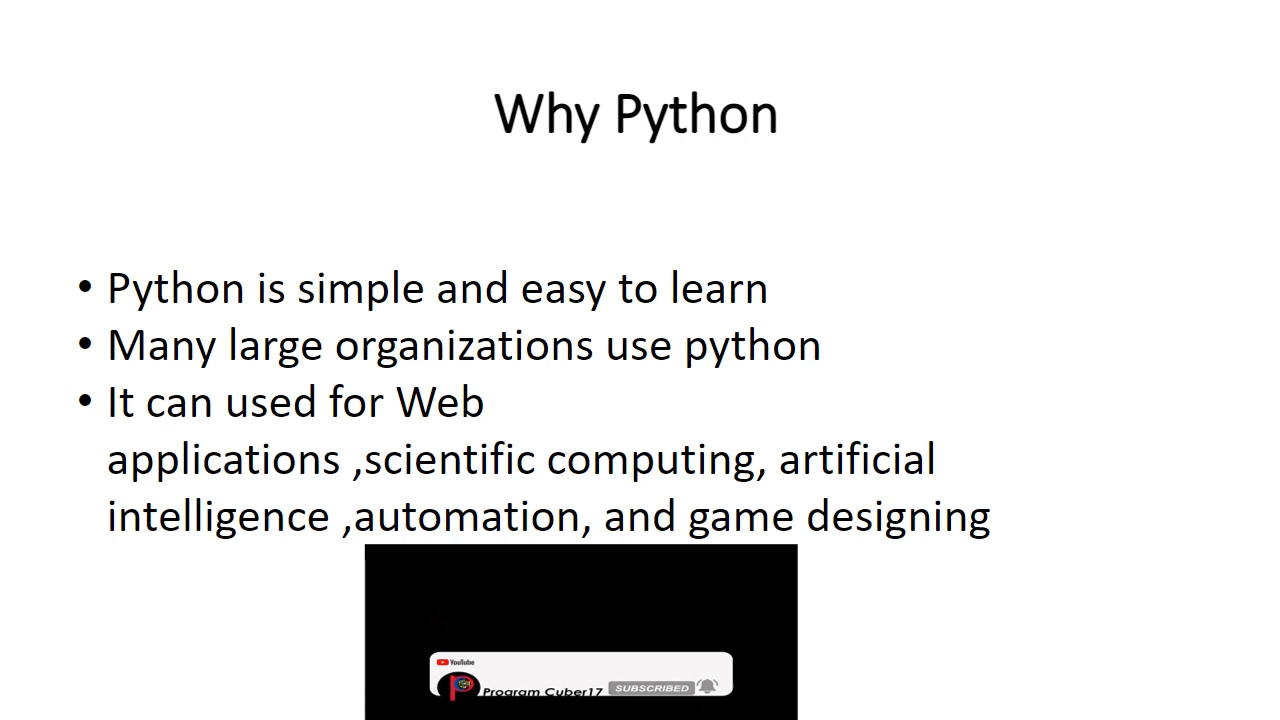 Why Python
• Python is simple and easy to learn
• Many large organizations use python
• It can used for Web
applications ,scientific computing, artificial
intelligence ,automation, and game designing
YouTube
Program Cuber17 SUBSCRIBED